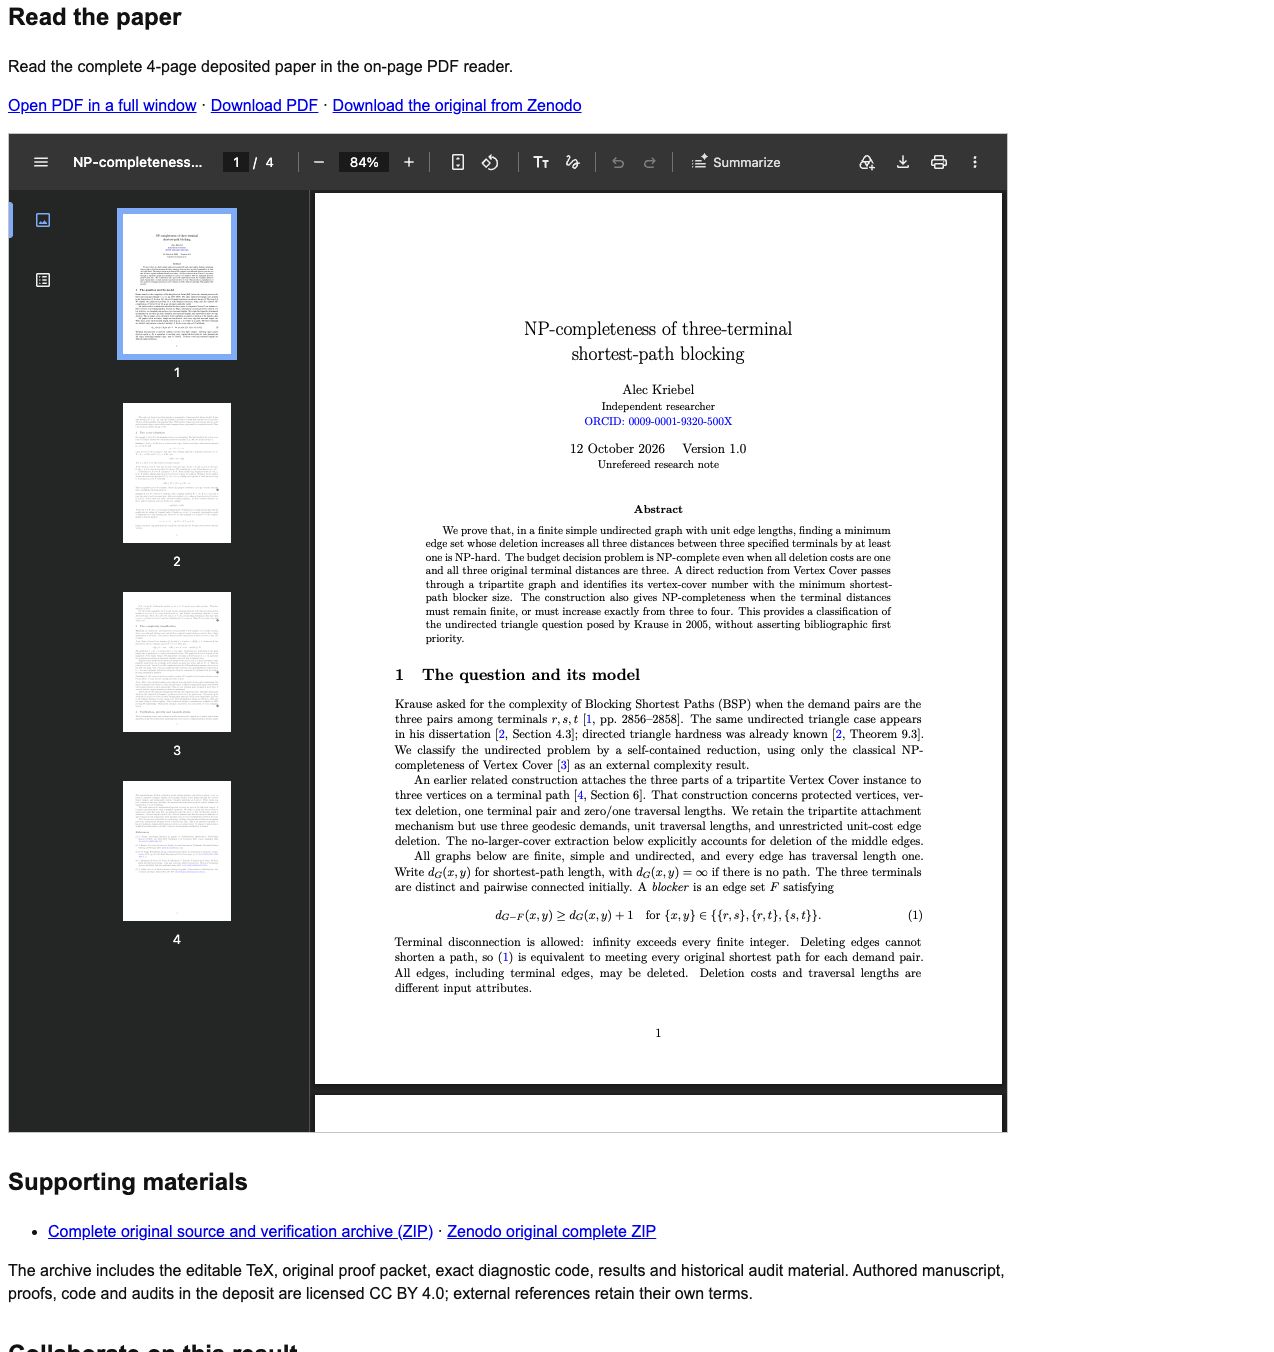 Read the paper
Read the complete 4-page deposited paper in the on-page PDF reader.
Open PDF in a full window · Download PDF · Download the original from Zenodo
NP-completeness... 1 / 4 84% Summarize
1
2
3
4
NP-completeness of three-terminal
shortest-path blocking
Alec Kriebel
Independent researcher
ORCID: 0009-0001-9320-500X
12 October 2026 Version 1.0
Unrefereed research note
Abstract
We prove that, in a finite simple undirected graph with unit edge lengths, finding a minimum
edge set whose deletion increases all three distances between three specified terminals by at least
one is NP-hard. The budget decision problem is NP-complete even when all deletion costs are one
and all three original terminal distances are three. A direct reduction from Vertex Cover passes
through a tripartite graph and identifies its vertex-cover number with the minimum shortest-
path blocker size. The construction also gives NP-completeness when the terminal distances
must remain finite, or must increase exactly from three to four. This provides a classification of
the undirected triangle question posed by Krause in 2005, without asserting bibliographic first
priority.
1 The question and its model
Krause asked for the complexity of Blocking Shortest Paths (BSP) when the demand pairs are the
three pairs among terminals r, s, t [1, pp. 2856–2858]. The same undirected triangle case appears
in his dissertation [2, Section 4.3]; directed triangle hardness was already known [2, Theorem 9.3].
We classify the undirected problem by a self-contained reduction, using only the classical NP-
completeness of Vertex Cover [3] as an external complexity result.
An earlier related construction attaches the three parts of a tripartite Vertex Cover instance to
three vertices on a terminal path [4, Section 6]. That construction concerns protected vertices, ver-
tex deletion, one terminal pair and zero/one traversal lengths. We retain the tripartite attachment
mechanism but use three geodesic demands, unit traversal lengths, and unrestricted unit-cost edge
deletion. The no-larger-cover extraction below explicitly accounts for deletion of the middle edges.
All graphs below are finite, simple and undirected, and every edge has traversal length one.
Write d_G(x, y) for shortest-path length, with d_G(x, y) = ∞ if there is no path. The three terminals
are distinct and pairwise connected initially. A blocker is an edge set F satisfying
d_{G−F}(x, y) ≥ d_G(x, y) + 1 for {x, y} ∈ {{r, s}, {r, t}, {s, t}}. (1)
Terminal disconnection is allowed: infinity exceeds every finite integer. Deleting edges cannot
shorten a path, so (1) is equivalent to meeting every original shortest path for each demand pair.
All edges, including terminal edges, may be deleted. Deletion costs and traversal lengths are
different input attributes.
1
Supporting materials
Complete original source and verification archive (ZIP) · Zenodo original complete ZIP
The archive includes the editable TeX, original proof packet, exact diagnostic code, results and historical audit material. Authored manuscript,
proofs, code and audits in the deposit are licensed CC BY 4.0; external references retain their own terms.
Collaborate on this result